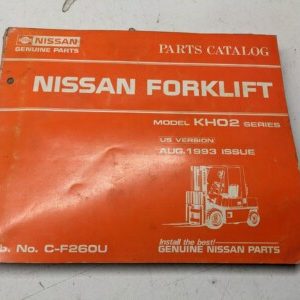 NISSAN
GENUINE PARTS
PARTS CATALOG
NISSAN FORKLIFT
MODEL KH02 SERIES
US VERSION
AUG.1993 ISSUE
b. No. C-F260U
Install the best!
GENUINE NISSAN PARTS